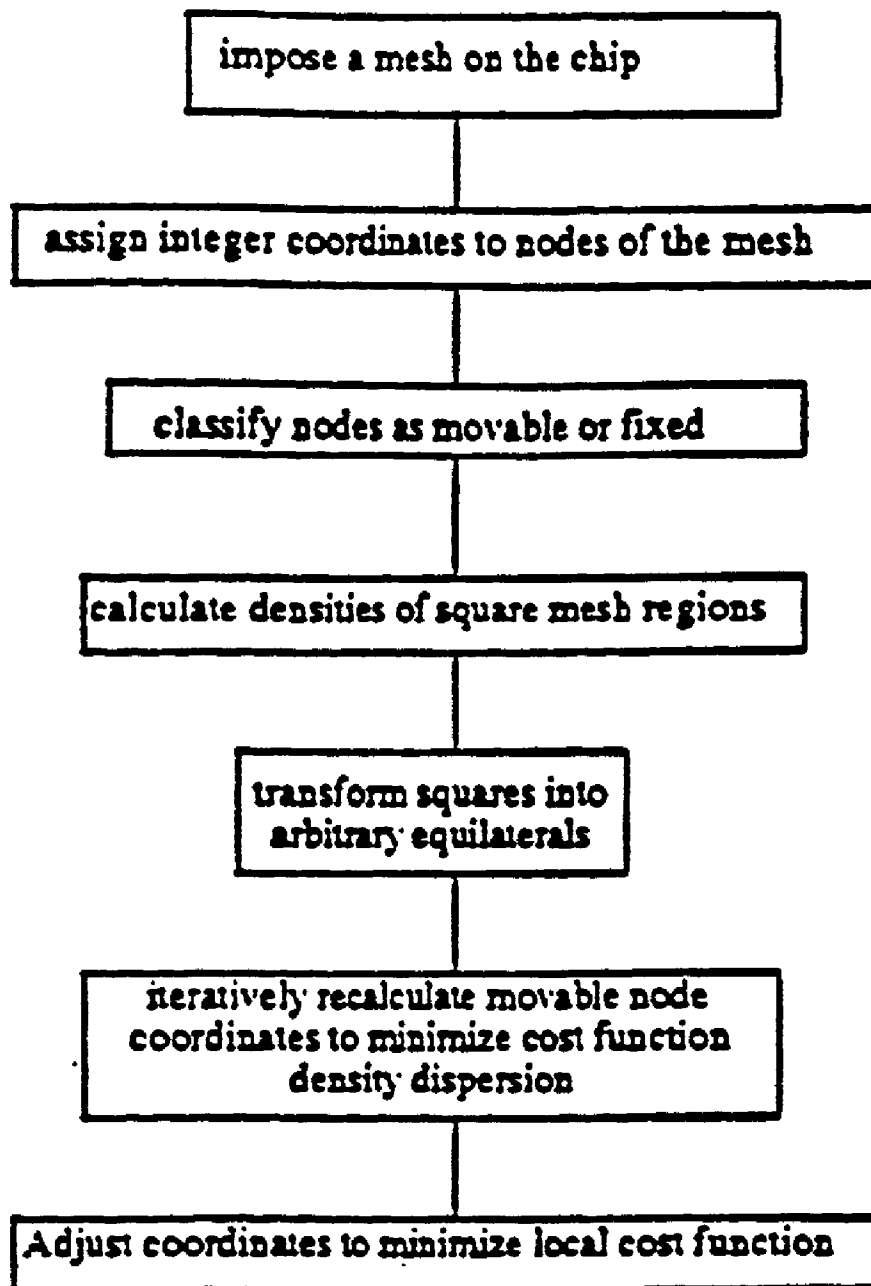 impose a mesh on the chip
assign integer coordinates to nodes of the mesh
classify nodes as movable or fixed
calculate densities of square mesh regions
transform squares into
arbitrary equilaterals
iteratively recalculate movable node
coordinates to minimize cost function
density dispersion
Adjust coordinates to minimize local cost function